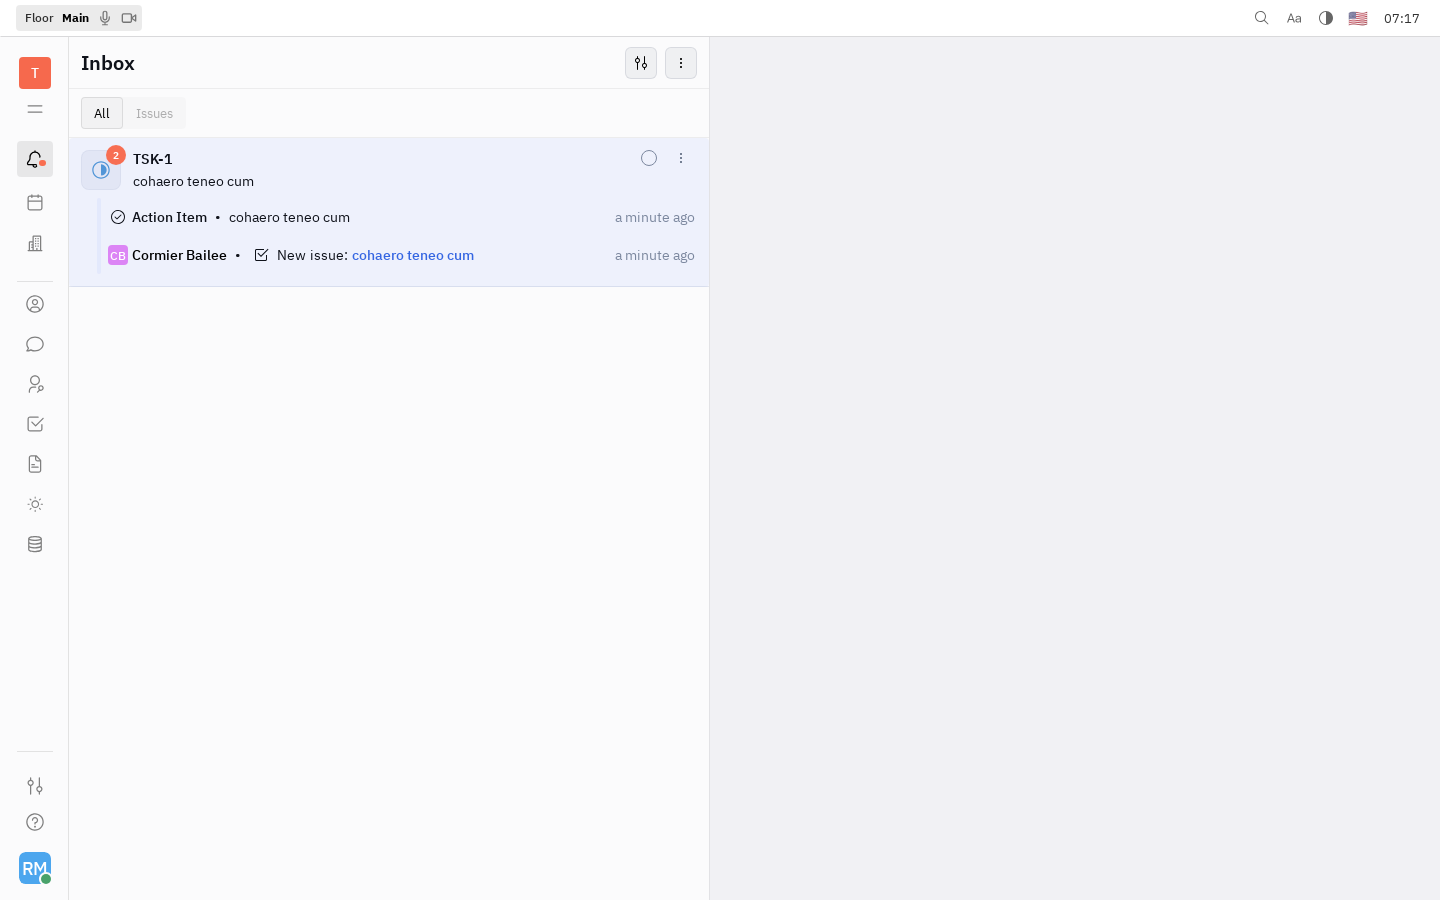 Floor Main
Aa
07:17
T
Inbox
All
Issues
2
TSK-1
cohaero teneo cum
Action Item • cohaero teneo cum
a minute ago
CB
Cormier Bailee • New issue: cohaero teneo cum
a minute ago
RM